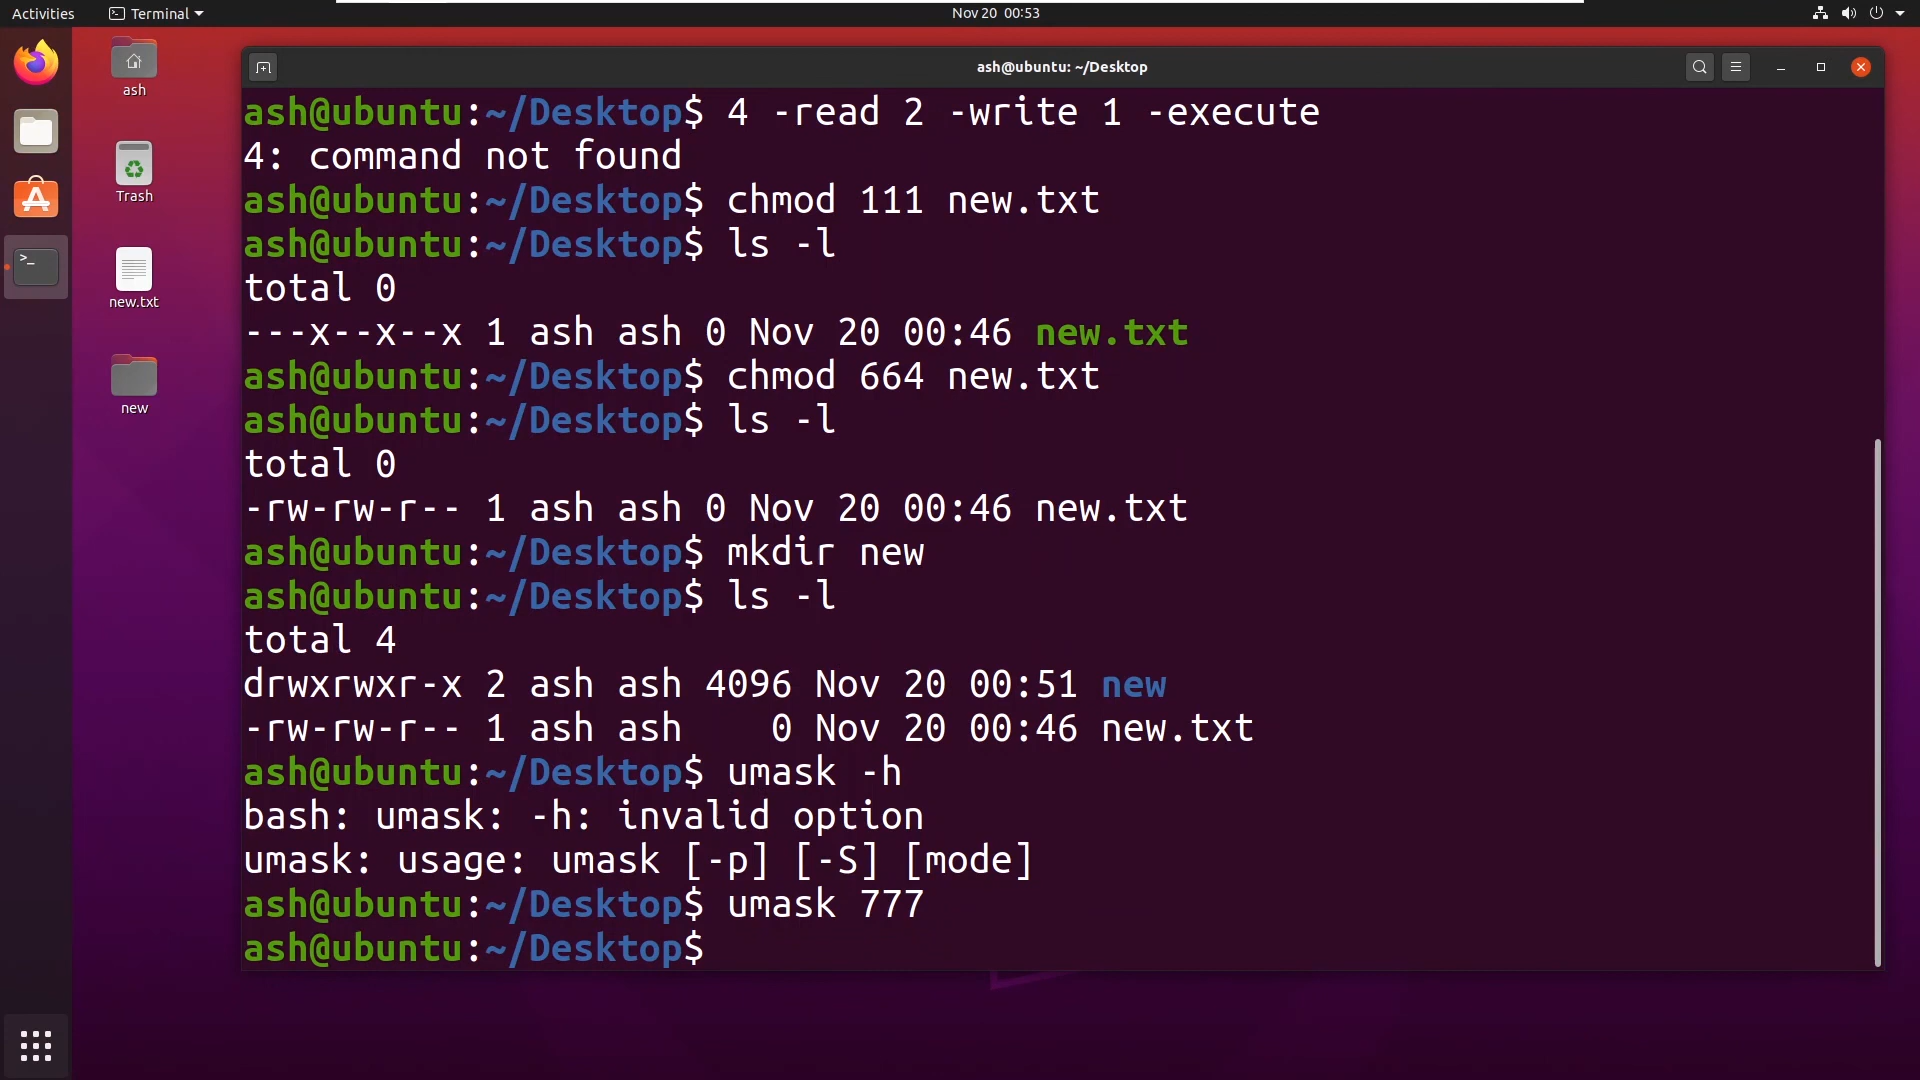 Activities
Terminal
Nov 20 00:53
ash
Trash
new.txt
new
ash@ubuntu: ~/Desktop
ash@ubuntu:~/Desktop$ 4 -read 2 -write 1 -execute
4: command not found
ash@ubuntu:~/Desktop$ chmod 111 new.txt
ash@ubuntu:~/Desktop$ ls -l
total 0
---x--x--x 1 ash ash 0 Nov 20 00:46 new.txt
ash@ubuntu:~/Desktop$ chmod 664 new.txt
ash@ubuntu:~/Desktop$ ls -l
total 0
-rw-rw-r-- 1 ash ash 0 Nov 20 00:46 new.txt
ash@ubuntu:~/Desktop$ mkdir new
ash@ubuntu:~/Desktop$ ls -l
total 4
drwxrwxr-x 2 ash ash 4096 Nov 20 00:51 new
-rw-rw-r-- 1 ash ash    0 Nov 20 00:46 new.txt
ash@ubuntu:~/Desktop$ umask -h
bash: umask: -h: invalid option
umask: usage: umask [-p] [-S] [mode]
ash@ubuntu:~/Desktop$ umask 777
ash@ubuntu:~/Desktop$